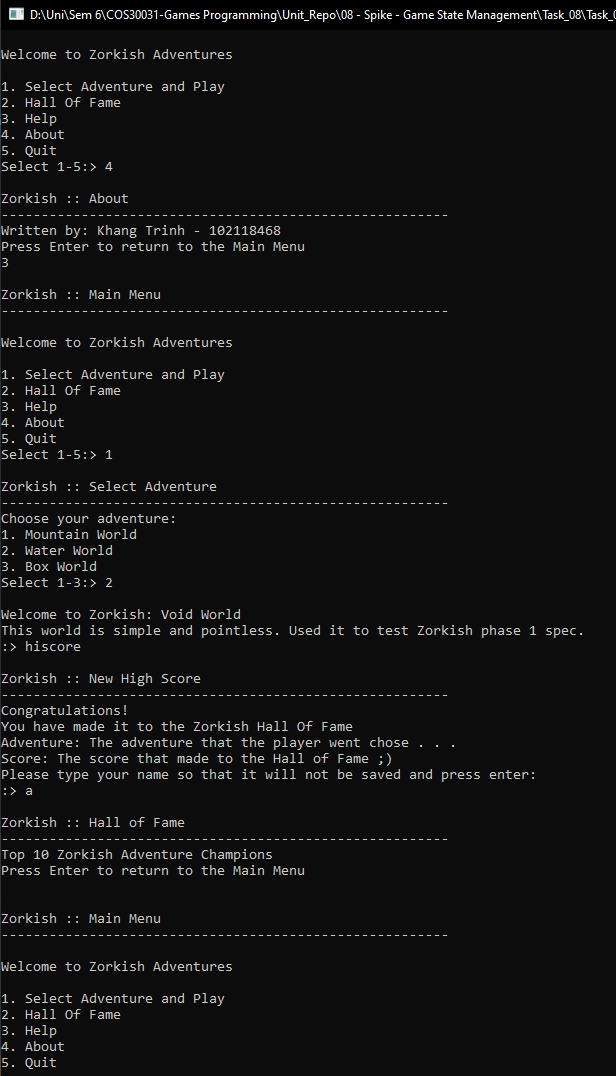 D:\Uni\Sem 6\COS30031-Games Programming\Unit_Repo\08 - Spike - Game State Management\Task_08\Task_0
Welcome to Zorkish Adventures
1. Select Adventure and Play
2. Hall Of Fame
3. Help
4. About
5. Quit
Select 1-5:> 4
Zorkish :: About
--------------------------------------------------------
Written by: Khang Trinh - 102118468
Press Enter to return to the Main Menu
3
Zorkish :: Main Menu
--------------------------------------------------------
Welcome to Zorkish Adventures
1. Select Adventure and Play
2. Hall Of Fame
3. Help
4. About
5. Quit
Select 1-5:> 1
Zorkish :: Select Adventure
--------------------------------------------------------
Choose your adventure:
1. Mountain World
2. Water World
3. Box World
Select 1-3:> 2
Welcome to Zorkish: Void World
This world is simple and pointless. Used it to test Zorkish phase 1 spec.
:> hiscore
Zorkish :: New High Score
--------------------------------------------------------
Congratulations!
You have made it to the Zorkish Hall Of Fame
Adventure: The adventure that the player went chose . . .
Score: The score that made to the Hall of Fame ;)
Please type your name so that it will not be saved and press enter:
:> a
Zorkish :: Hall of Fame
--------------------------------------------------------
Top 10 Zorkish Adventure Champions
Press Enter to return to the Main Menu
Zorkish :: Main Menu
--------------------------------------------------------
Welcome to Zorkish Adventures
1. Select Adventure and Play
2. Hall Of Fame
3. Help
4. About
5. Quit